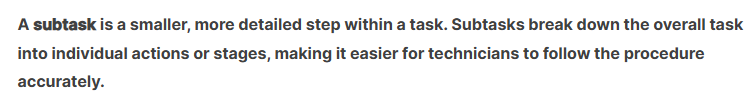 A subtask is a smaller, more detailed step within a task. Subtasks break down the overall task
into individual actions or stages, making it easier for technicians to follow the procedure
accurately.